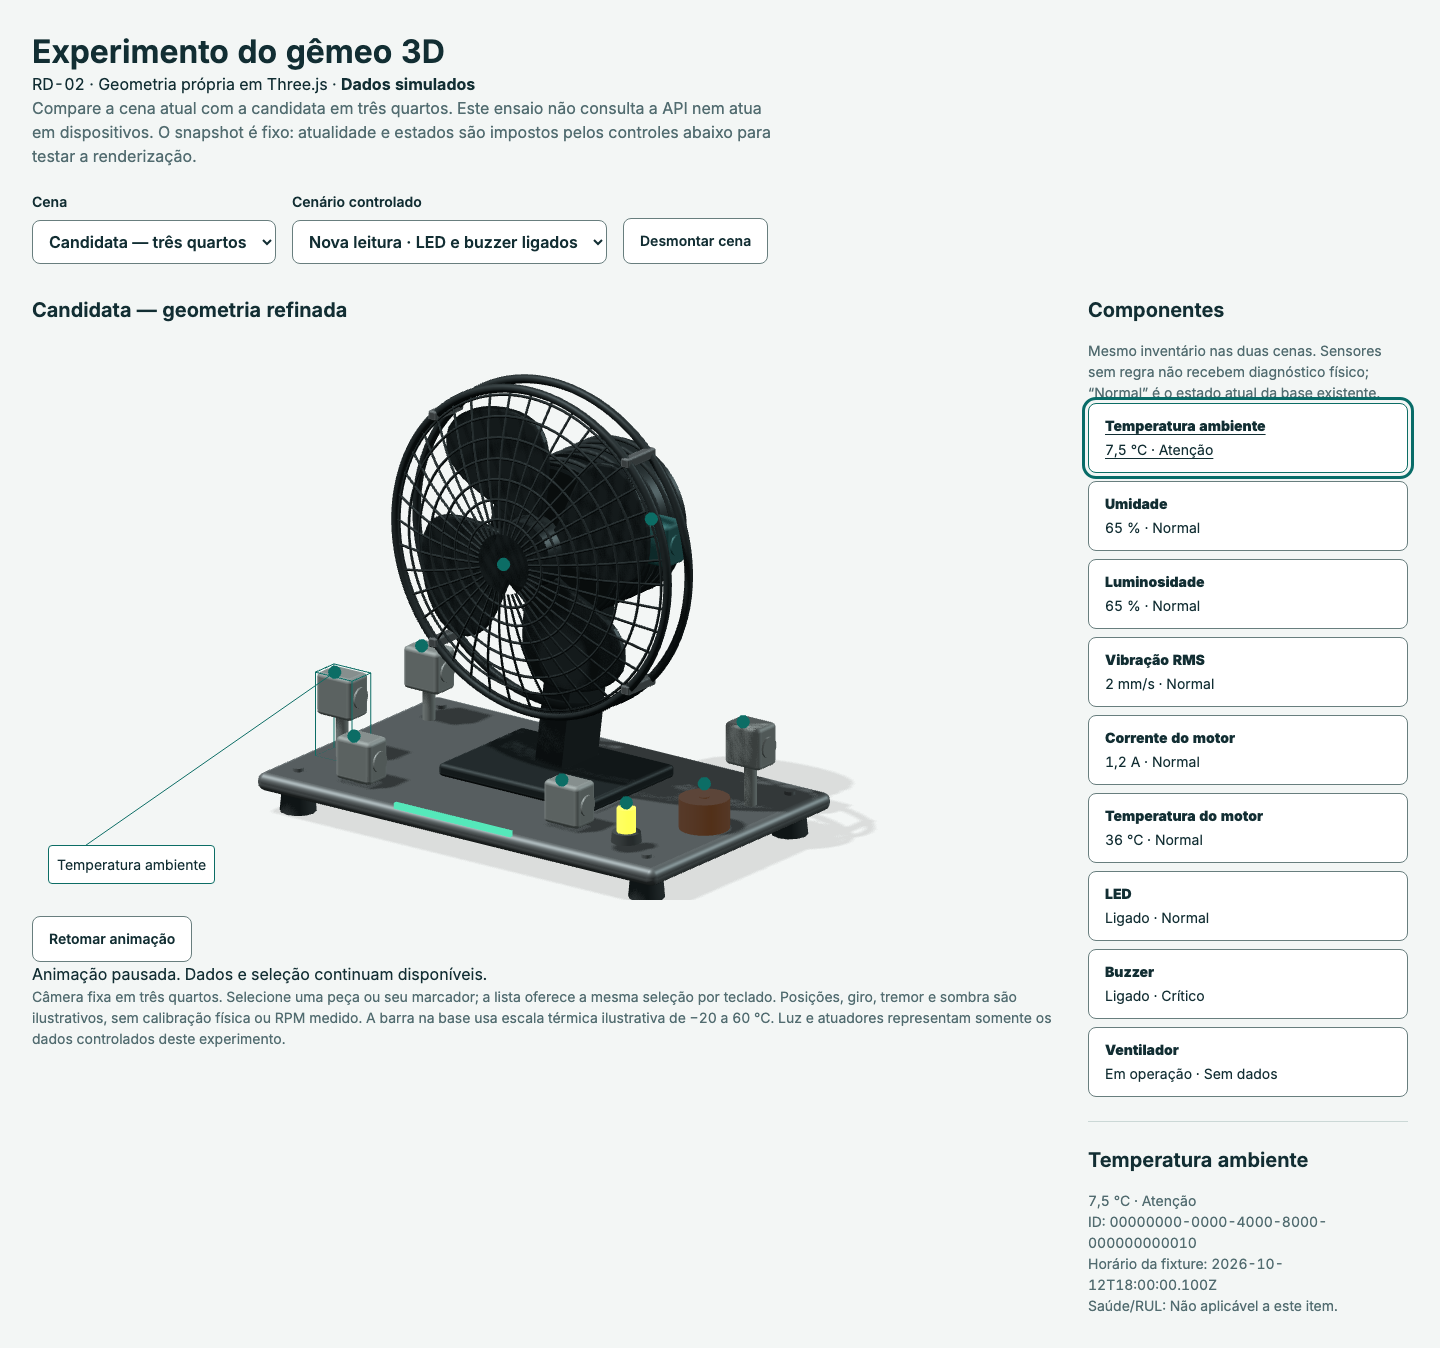 Experimento do gêmeo 3D
RD-02 · Geometria própria em Three.js · Dados simulados
Compare a cena atual com a candidata em três quartos. Este ensaio não consulta a API nem atua
em dispositivos. O snapshot é fixo: atualidade e estados são impostos pelos controles abaixo para
testar a renderização.
Cena
Cenário controlado
Candidata — três quartos
Nova leitura · LED e buzzer ligados
Desmontar cena
Candidata — geometria refinada
Temperatura ambiente
Retomar animação
Animação pausada. Dados e seleção continuam disponíveis.
Câmera fixa em três quartos. Selecione uma peça ou seu marcador; a lista oferece a mesma seleção por teclado. Posições, giro, tremor e sombra são
ilustrativos, sem calibração física ou RPM medido. A barra na base usa escala térmica ilustrativa de −20 a 60 °C. Luz e atuadores representam somente os
dados controlados deste experimento.
Componentes
Mesmo inventário nas duas cenas. Sensores
sem regra não recebem diagnóstico físico;
“Normal” é o estado atual da base existente.
Temperatura ambiente
7,5 °C · Atenção
Umidade
65 % · Normal
Luminosidade
65 % · Normal
Vibração RMS
2 mm/s · Normal
Corrente do motor
1,2 A · Normal
Temperatura do motor
36 °C · Normal
LED
Ligado · Normal
Buzzer
Ligado · Crítico
Ventilador
Em operação · Sem dados
Temperatura ambiente
7,5 °C · Atenção
ID: 00000000-0000-4000-8000-
000000000010
Horário da fixture: 2026-10-
12T18:00:00.100Z
Saúde/RUL: Não aplicável a este item.